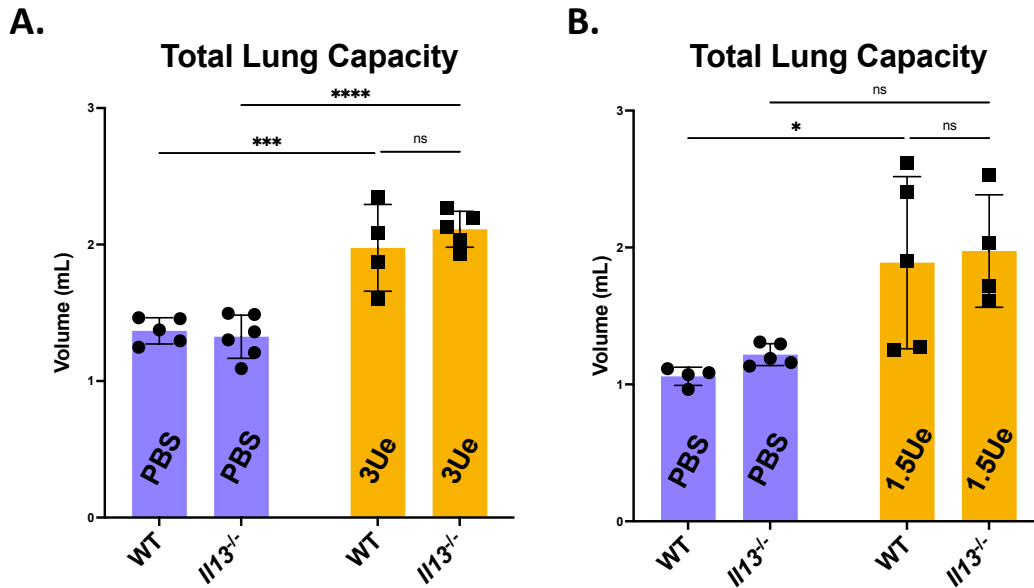 A.
Total Lung Capacity
****
***
ns
Volume (mL)
3
2
1
0
PBS
PBS
3Ue
3Ue
WT
Il13-/-
WT
Il13-/-
B.
Total Lung Capacity
ns
*
ns
Volume (mL)
3
2
1
0
PBS
PBS
1.5Ue
1.5Ue
WT
Il13-/-
WT
Il13-/-